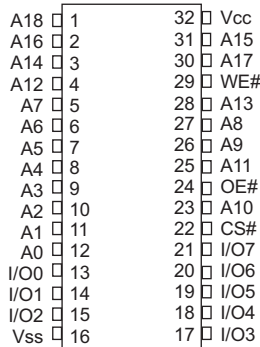 A18 1 32 Vcc
A16 2 31 A15
A14 3 30 A17
A12 4 29 WE#
A7 5 28 A13
A6 6 27 A8
A5 7 26 A9
A4 8 25 A11
A3 9 24 OE#
A2 10 23 A10
A1 11 22 CS#
A0 12 21 I/O7
I/O0 13 20 I/O6
I/O1 14 19 I/O5
I/O2 15 18 I/O4
Vss 16 17 I/O3